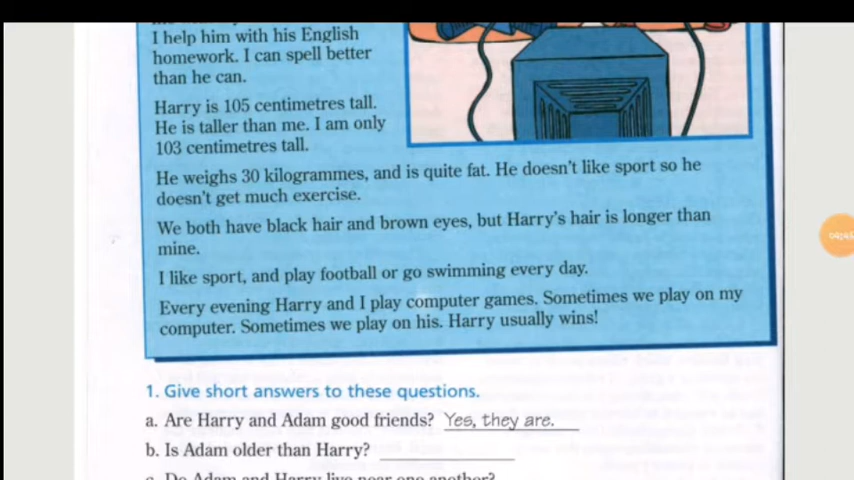 I help him with his English
homework. I can spell better
than he can.
Harry is 105 centimetres tall.
He is taller than me. I am only
103 centimetres tall.
He weighs 30 kilogrammes, and is quite fat. He doesn't like sport so he
doesn't get much exercise.
We both have black hair and brown eyes, but Harry's hair is longer than
mine.
I like sport, and play football or go swimming every day.
Every evening Harry and I play computer games. Sometimes we play on my
computer. Sometimes we play on his. Harry usually wins!
1. Give short answers to these questions.
a. Are Harry and Adam good friends? Yes, they are.
b. Is Adam older than Harry?
c. Do Adam and Harry live near one another?